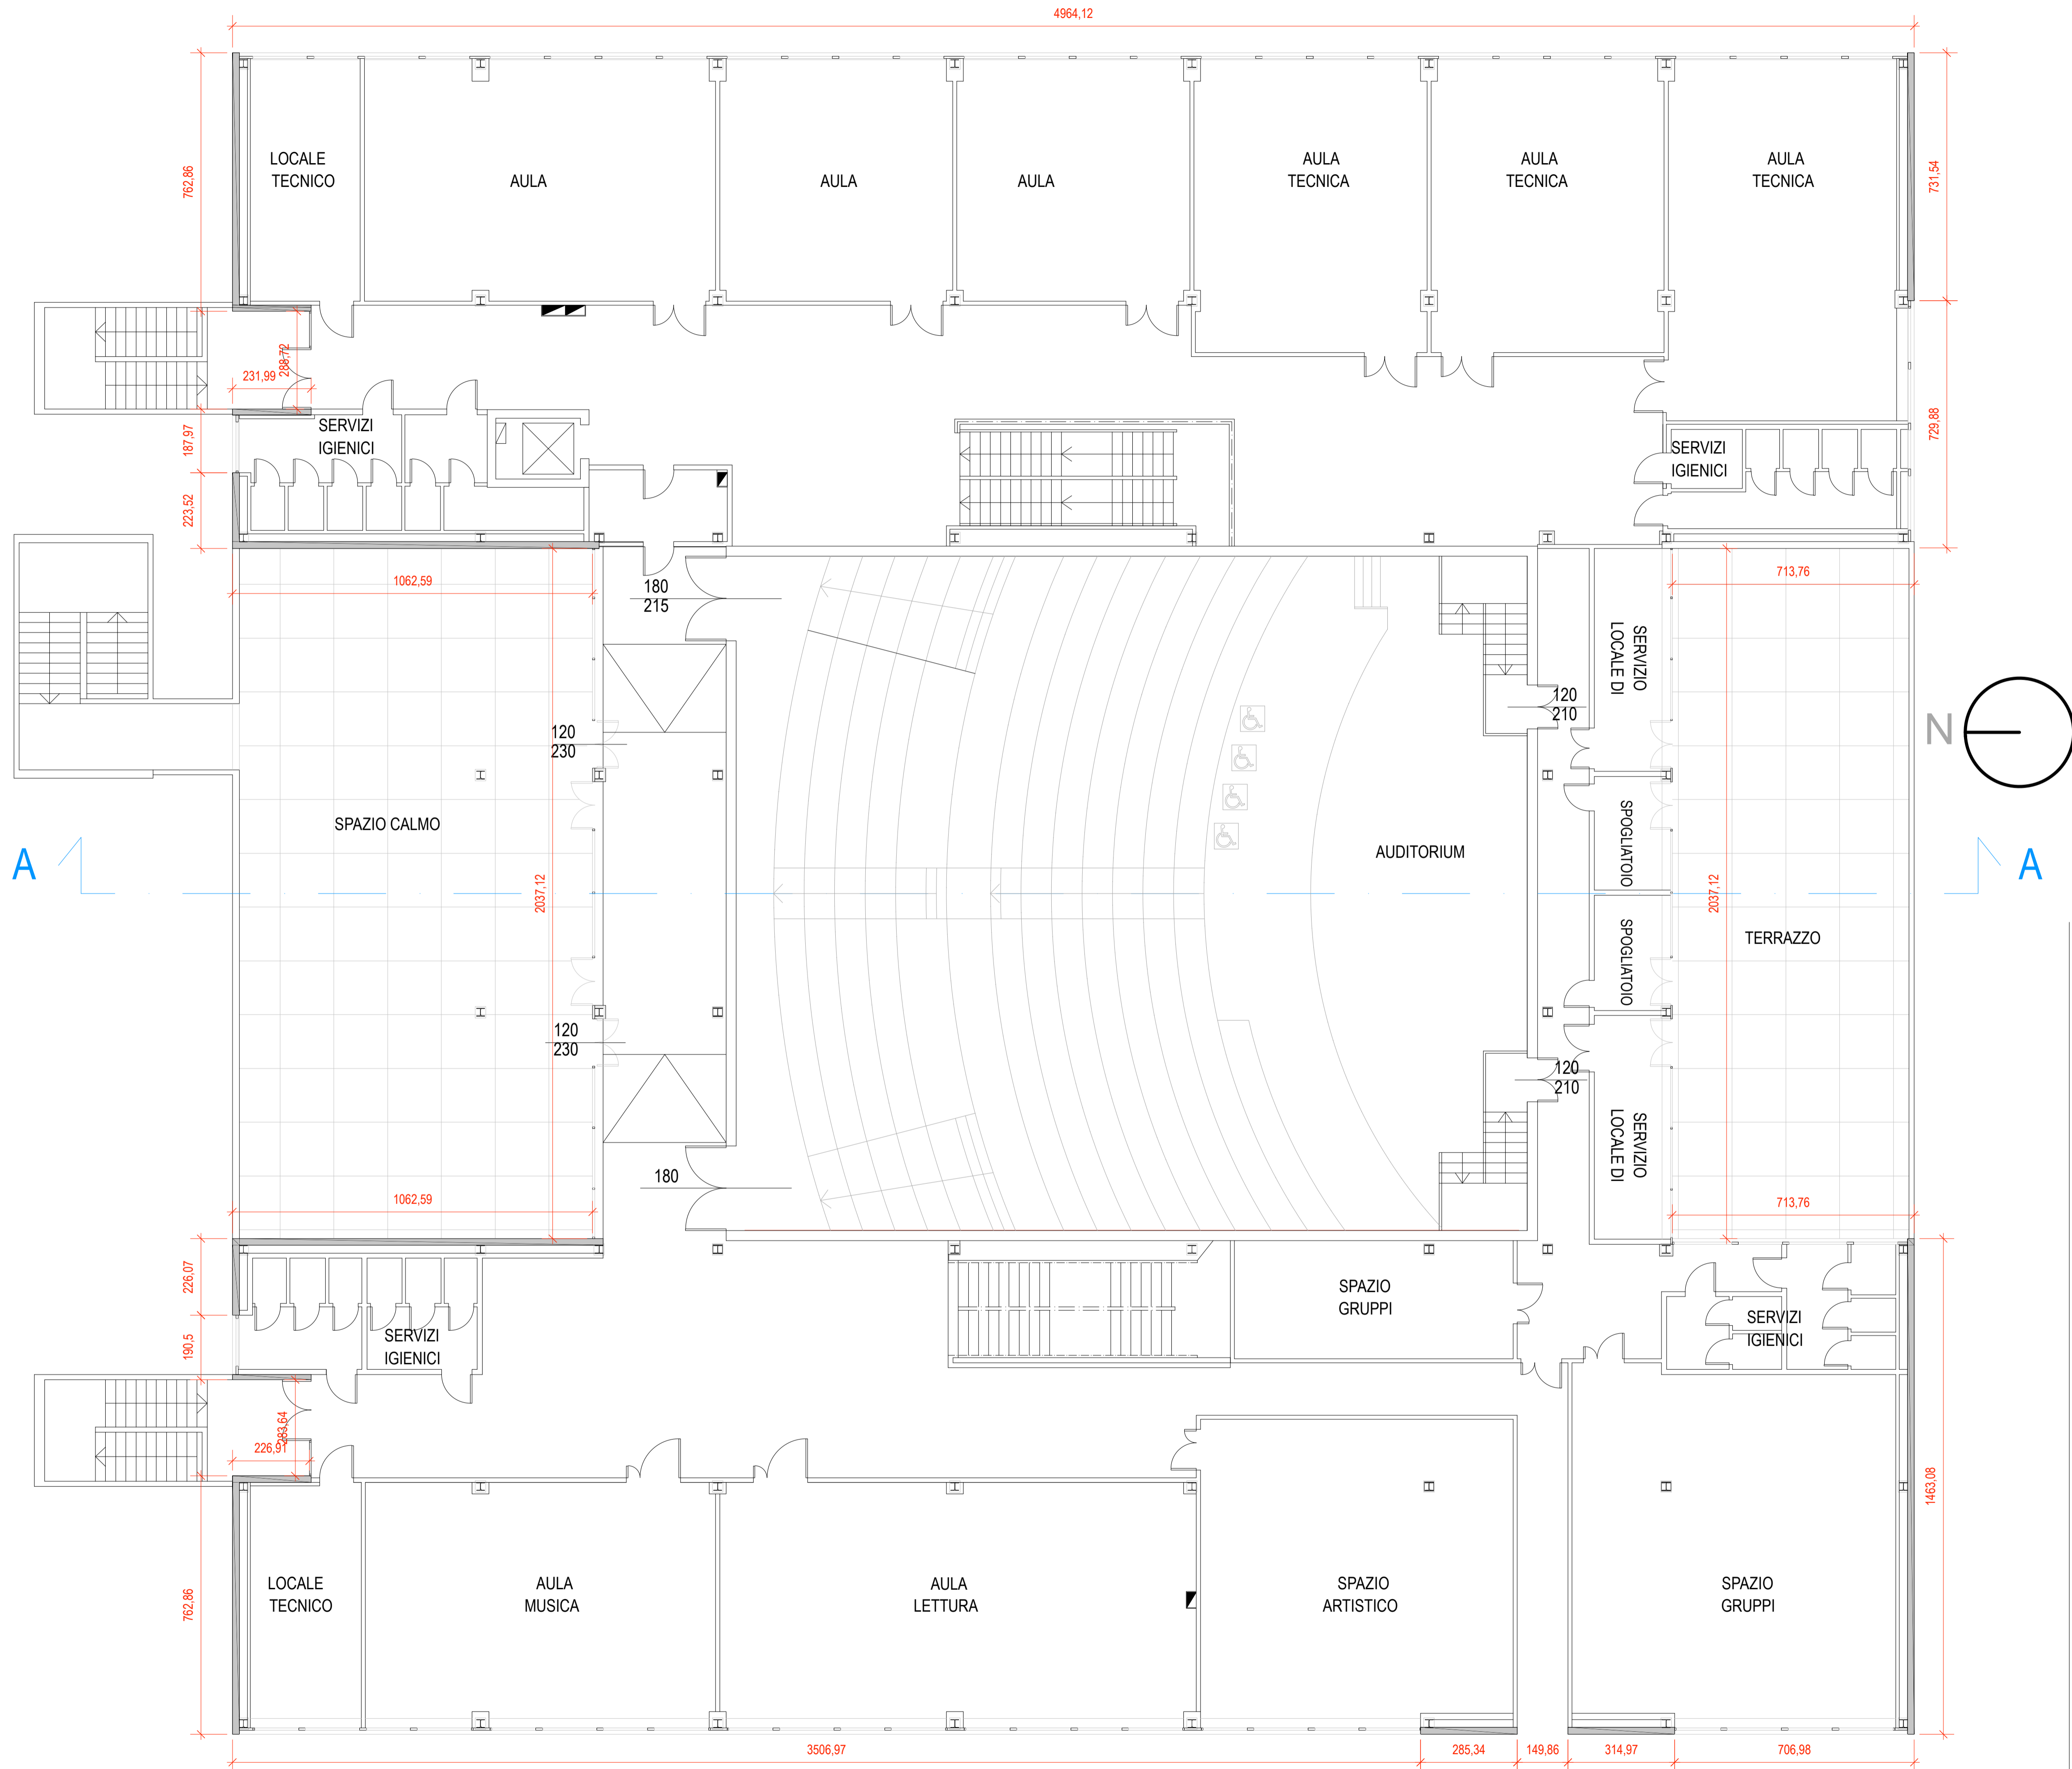 4964,12
762,86
731,54
LOCALE
TECNICO
AULA
AULA
AULA
AULA
TECNICA
AULA
TECNICA
AULA
TECNICA
288,72
231,99
187,97
SERVIZI
IGIENICI
729,88
SERVIZI
IGIENICI
223,52
1062,59
180
215
713,76
LOCALE DI
SERVIZIO
120
210
120
230
N
SPOGLIATOIO
SPAZIO CALMO
AUDITORIUM
A
A
2037,12
2037,12
SPOGLIATOIO
TERRAZZO
120
230
120
210
LOCALE DI
SERVIZIO
180
1062,59
713,76
226,07
190,5
SERVIZI
IGIENICI
SPAZIO
GRUPPI
SERVIZI
IGIENICI
283,64
226,91
1463,08
762,86
LOCALE
TECNICO
AULA
MUSICA
AULA
LETTURA
SPAZIO
ARTISTICO
SPAZIO
GRUPPI
3506,97
285,34
149,86
314,97
706,98